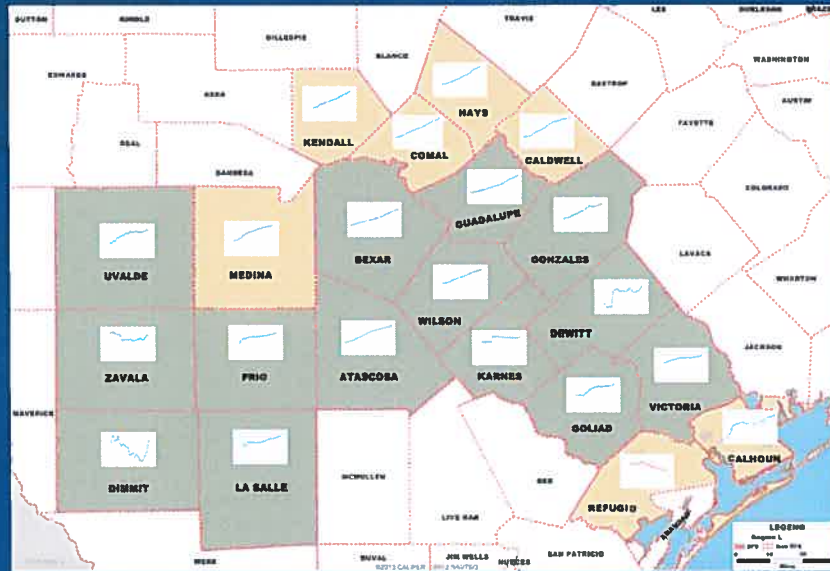 SUTTON
KIMBLE
GILLESPIE
BLANCO
TRAVIS
LEE
BURLESON
WASHINGTON
EDWARDS
KERR
HAYS
BASTROP
AUSTIN
KENDALL
COMAL
CALDWELL
FAYETTE
REAL
BANDERA
COLORADO
GUADALUPE
UVALDE
MEDINA
BEXAR
GONZALES
LAVACA
WHARTON
WILSON
DEWITT
JACKSON
ZAVALA
FRIO
ATASCOSA
KARNES
VICTORIA
MAVERICK
GOLIAD
CALHOUN
DIMMIT
LA SALLE
MCMULLEN
BEE
REFUGIO
LIVE OAK
ARANSAS
LEGEND
WEBB
DUVAL
JIM WELLS
NUECES
SAN PATRICIO